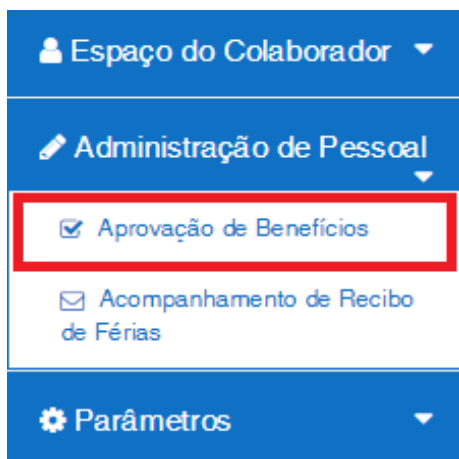 Espaço do Colaborador
Administração de Pessoal
Aprovação de Benefícios
Acompanhamento de Recibo
de Férias
Parâmetros